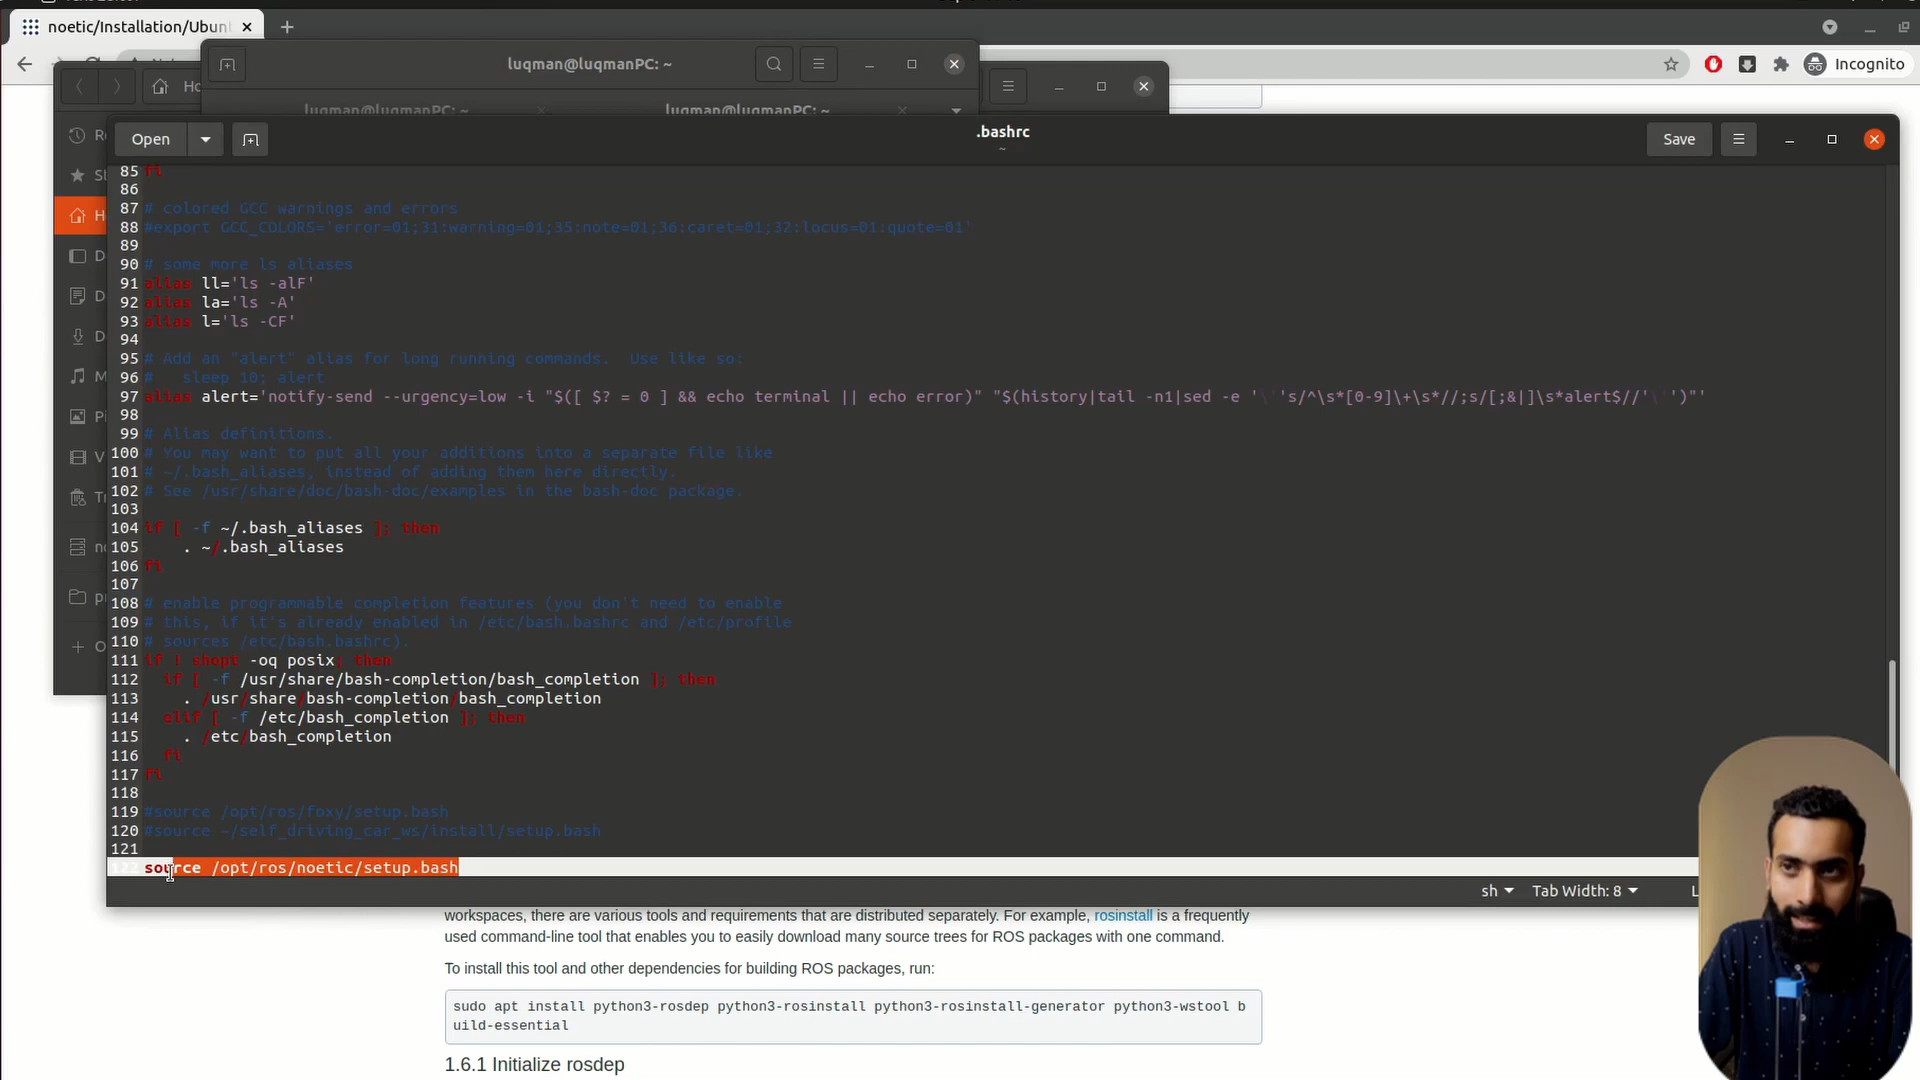 noetic/Installation/Ubun
Incognito
luqman@luqmanPC: ~
luqman@luqmanPC: ~
luqman@luqmanPC: ~
Open
.bashrc
~
Save
85 fi
86
87 # colored GCC warnings and errors
88 #export GCC_COLORS='error=01;31:warning=01;35:note=01;36:caret=01;32:locus=01:quote=01'
89
90 # some more ls aliases
91 alias ll='ls -alF'
92 alias la='ls -A'
93 alias l='ls -CF'
94
95 # Add an "alert" alias for long running commands.  Use like so:
96 #   sleep 10; alert
97 alias alert='notify-send --urgency=low -i "$([ $? = 0 ] && echo terminal || echo error)" "$(history|tail -n1|sed -e '\''s/^\s*[0-9]\+\s*//;s/[;&|]\s*alert$//'\'')"'
98
99 # Alias definitions.
100 # You may want to put all your additions into a separate file like
101 # ~/.bash_aliases, instead of adding them here directly.
102 # See /usr/share/doc/bash-doc/examples in the bash-doc package.
103
104 if [ -f ~/.bash_aliases ]; then
105     . ~/.bash_aliases
106 fi
107
108 # enable programmable completion features (you don't need to enable
109 # this, if it's already enabled in /etc/bash.bashrc and /etc/profile
110 # sources /etc/bash.bashrc).
111 if ! shopt -oq posix; then
112   if [ -f /usr/share/bash-completion/bash_completion ]; then
113     . /usr/share/bash-completion/bash_completion
114   elif [ -f /etc/bash_completion ]; then
115     . /etc/bash_completion
116   fi
117 fi
118
119 #source /opt/ros/foxy/setup.bash
120 #source ~/self_driving_car_ws/install/setup.bash
121
122 source /opt/ros/noetic/setup.bash
sh
Tab Width: 8
workspaces, there are various tools and requirements that are distributed separately. For example, rosinstall is a frequently
used command-line tool that enables you to easily download many source trees for ROS packages with one command.
To install this tool and other dependencies for building ROS packages, run:
sudo apt install python3-rosdep python3-rosinstall python3-rosinstall-generator python3-wstool b
uild-essential
1.6.1 Initialize rosdep